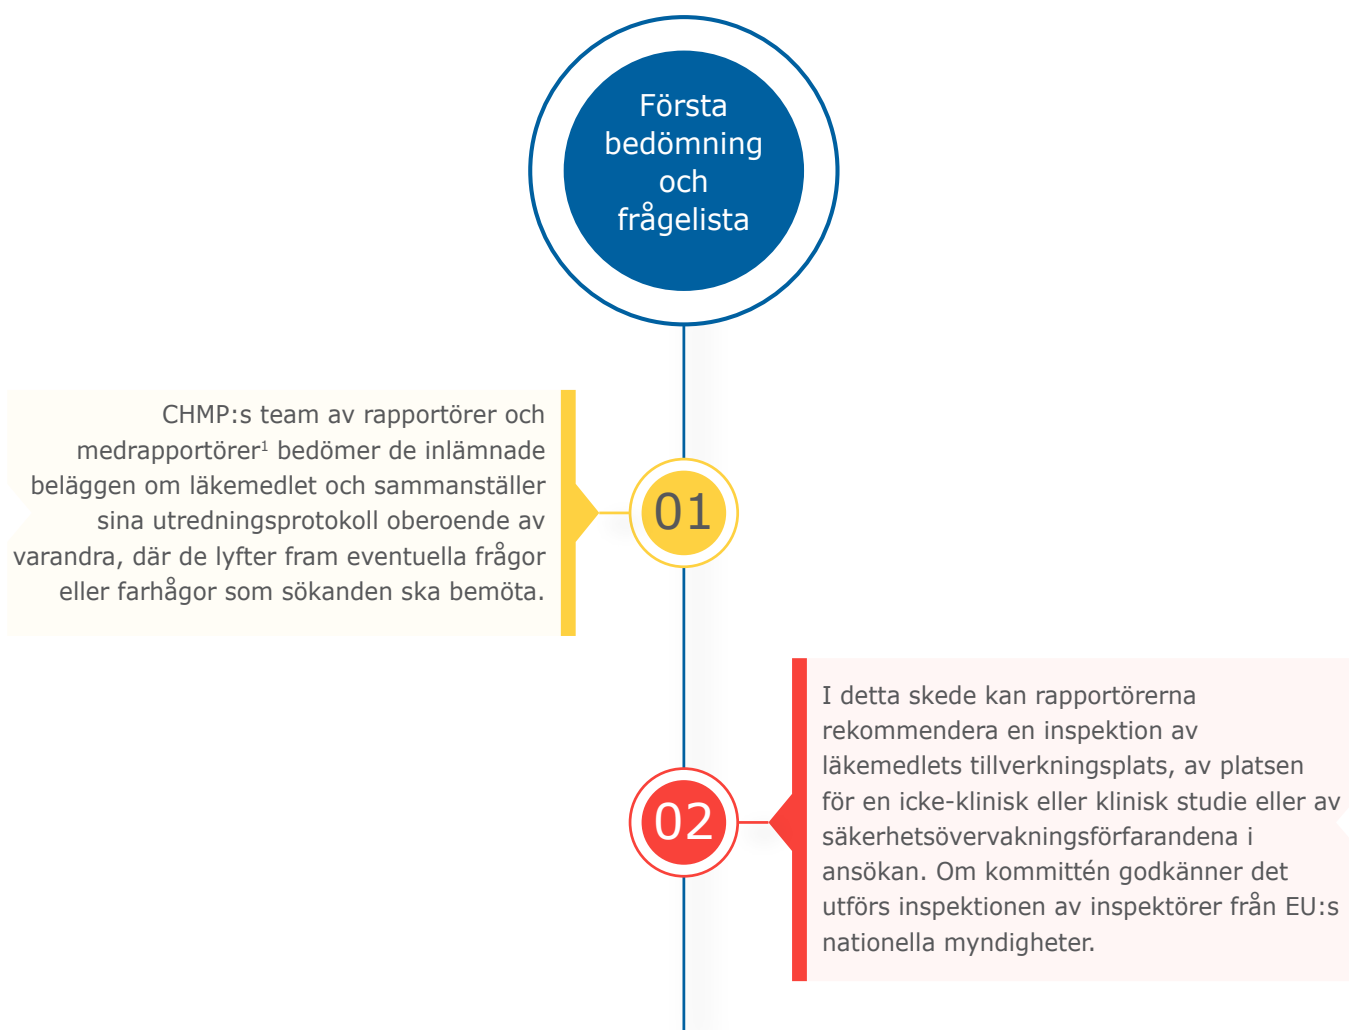 Första
bedömning
och
frågelista
CHMP:s team av rapportörer och
medrapportörer¹ bedömer de inlämnade
beläggen om läkemedlet och sammanställer
sina utredningsprotokoll oberoende av
varandra, där de lyfter fram eventuella frågor
eller farhågor som sökanden ska bemöta.
01
I detta skede kan rapportörerna
rekommendera en inspektion av
läkemedlets tillverkningsplats, av platsen
för en icke-klinisk eller klinisk studie eller av
säkerhetsövervakningsförfarandena i
ansökan. Om kommittén godkänner det
utförs inspektionen av inspektörer från EU:s
nationella myndigheter.
02